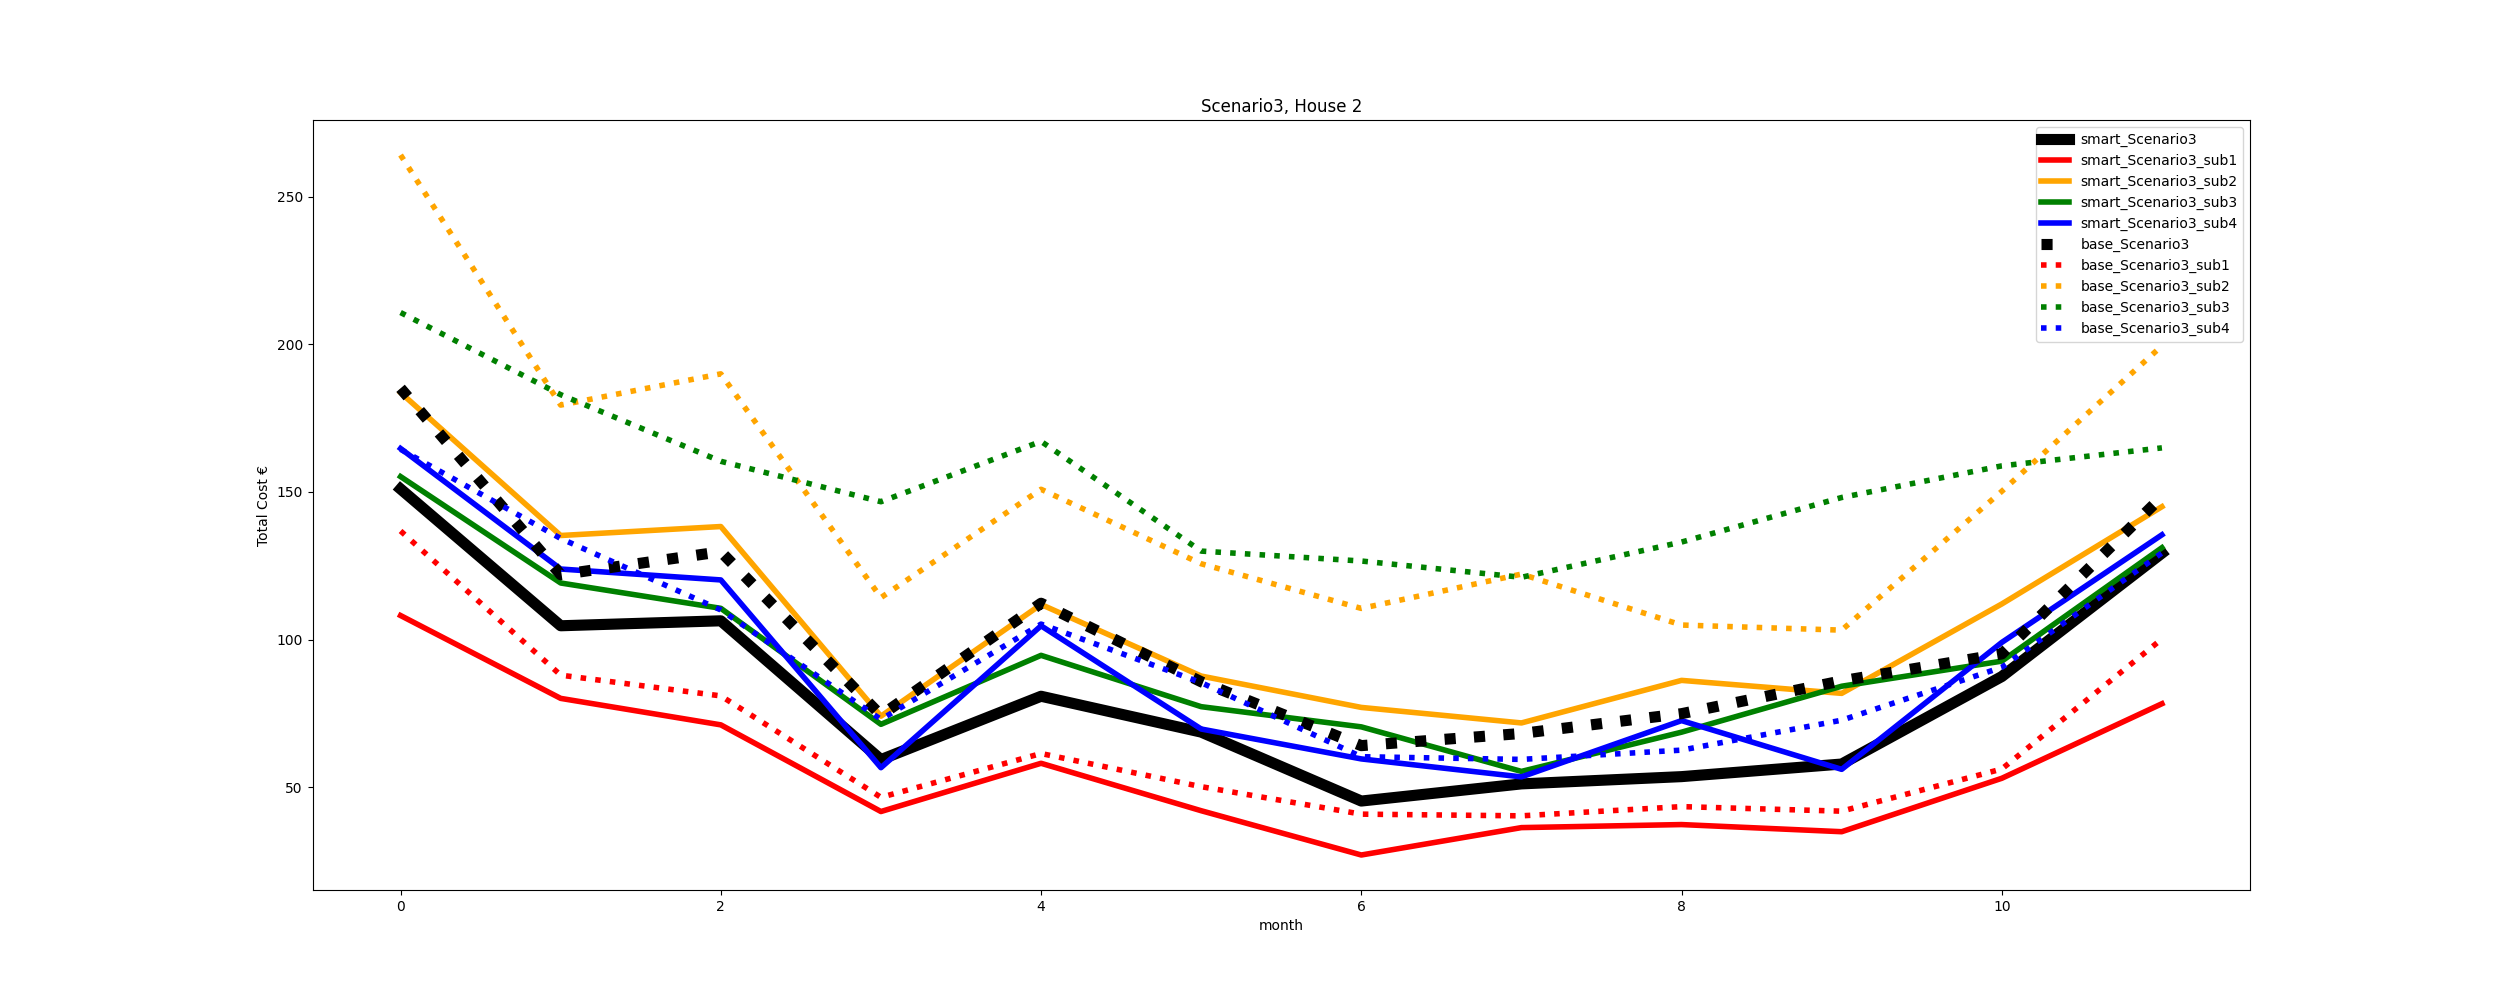 Scenario3, House 2
smart_Scenario3
smart_Scenario3_sub1
smart_Scenario3_sub2
smart_Scenario3_sub3
smart_Scenario3_sub4
base_Scenario3
base_Scenario3_sub1
base_Scenario3_sub2
base_Scenario3_sub3
base_Scenario3_sub4
Total Cost €
250
200
150
100
50
0 2 4 6 8 10
month